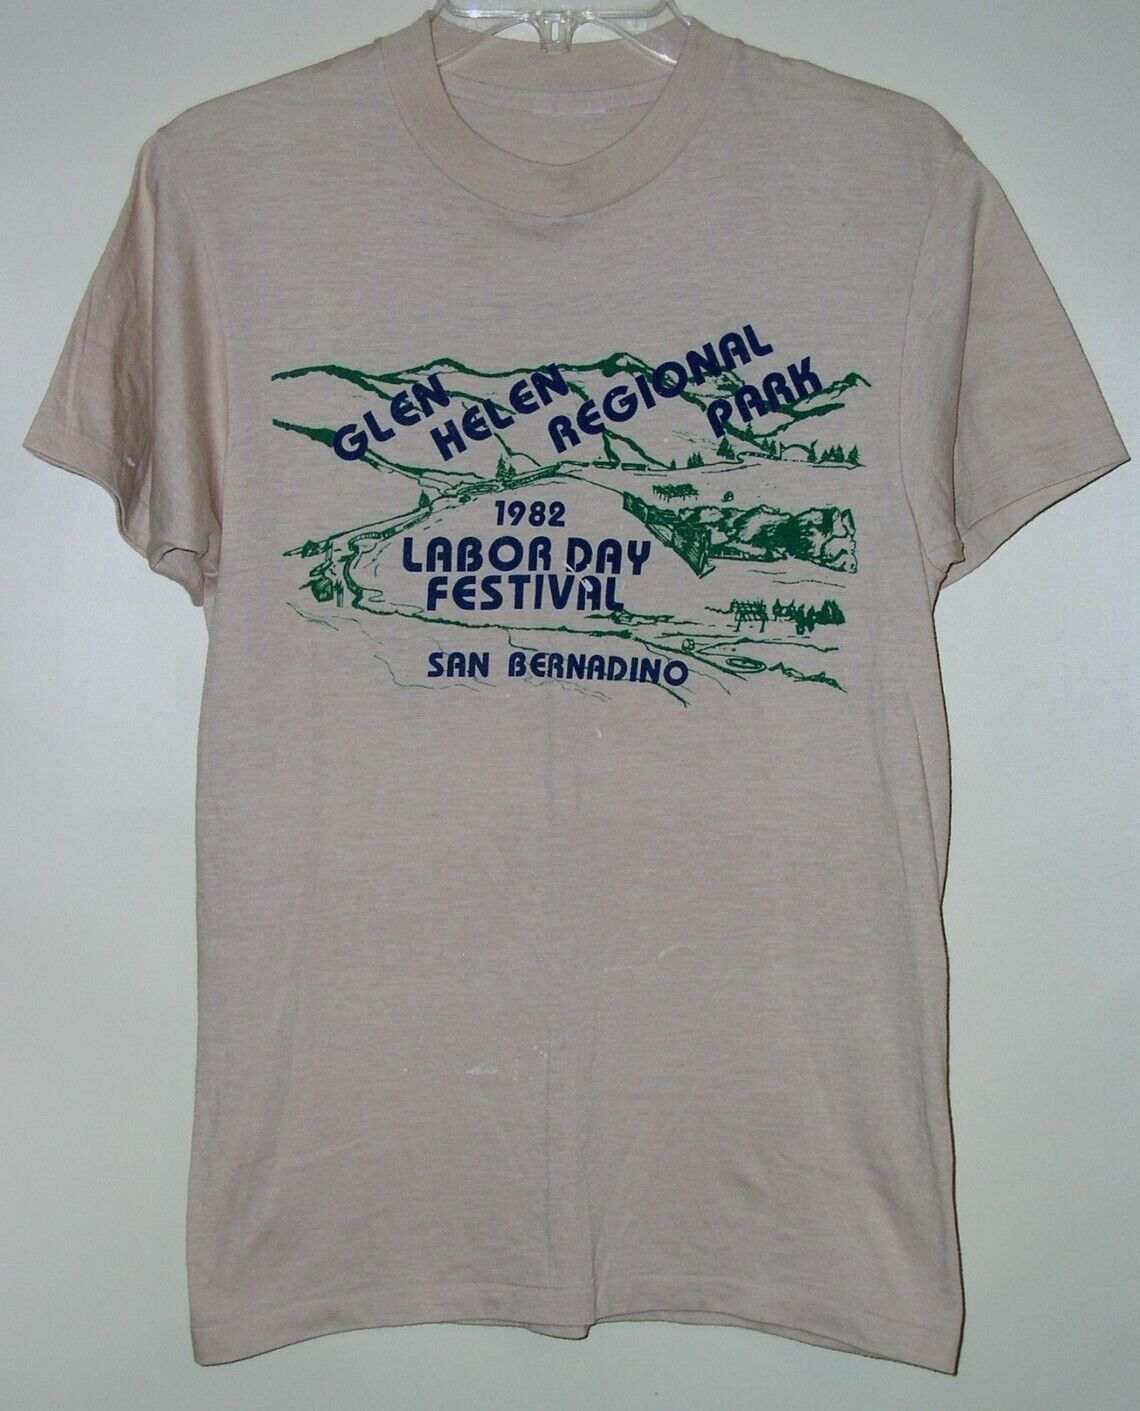 GLEN HELEN REGIONAL PARK
1982
LABOR DAY
FESTIVAL
SAN BERNADINO